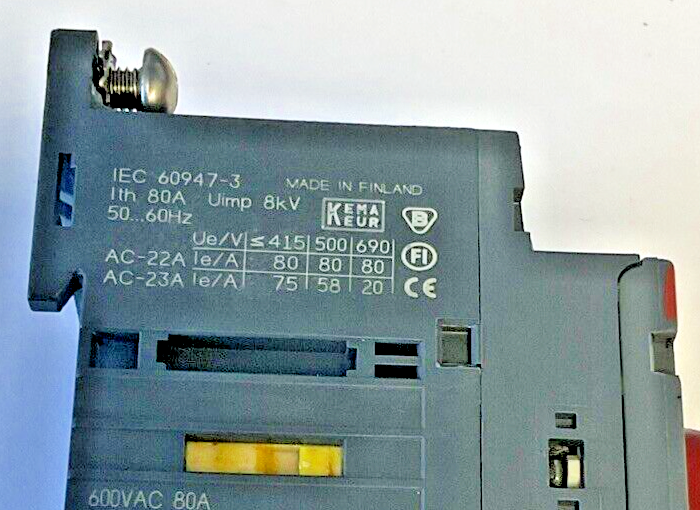 IEC 60947-3 MADE IN FINLAND
Ith 80A Uimp 8kV
50...60Hz
KEMA
KEUR
B
Ue/V ≤415 500 690
AC-22A Ie/A 80 80 80
FI
AC-23A Ie/A 75 58 20
CE
600VAC 80A